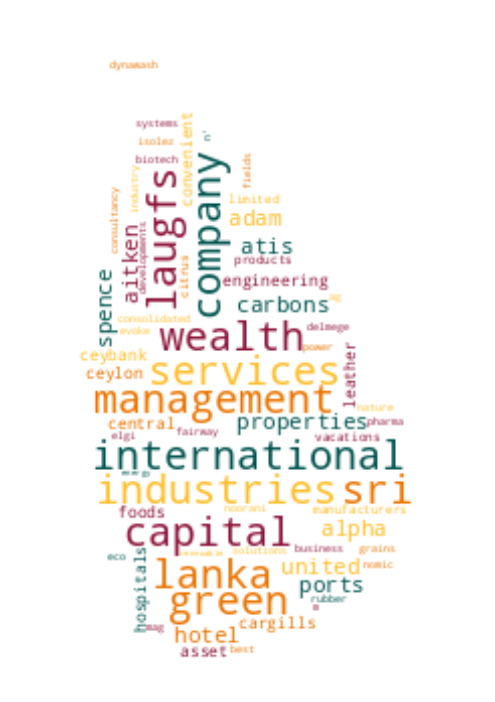 dynawash
systems
isolez
biotech
convenient
n'
industry
fields
laugfs
company
consultancy
limited
adam
aitken
developments
atis
products
citrus
engineering
spence
carbons
ag
consolidated
evoke
wealth
delmege
power
ceybank
ceylon
services
leather
management
nature
central
properties
pharma
elgi
fairway
vacations
international
industries
sri
foods
noorani
manufacturers
capital
alpha
eco
hospitals
renewable
solutions
business
grains
lanka
united
nomic
ports
green
rubber
m
mag
cargills
hotel
asset
best